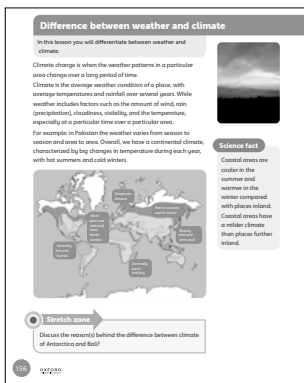 Difference between weather and climate
In this lesson you will differentiate between weather and
climate.
Climate change is when the weather patterns in a particular
area change over a long period of time.
Climate is the average weather condition of a place, with
average temperatures and rainfall over several years. While
weather includes factors such as the amount of wind, rain
(precipitation), cloudiness, visibility, and the temperature,
especially at a particular time over a particular area.
For example: in Pakistan the weather varies from season to
season and area to area. Overall, we have a continental climate,
characterized by big changes in temperature during each year,
with hot summers and cold winters.
Science fact
Coastal areas are
cooler in the
summer and
warmer in the
winter compared
with places inland.
Coastal areas have
a milder climate
than places further
inland.
Temperate
climate
Stretch zone
Discuss the reason(s) behind the difference between climate
of Antarctica and Bali?
156
OXFORD